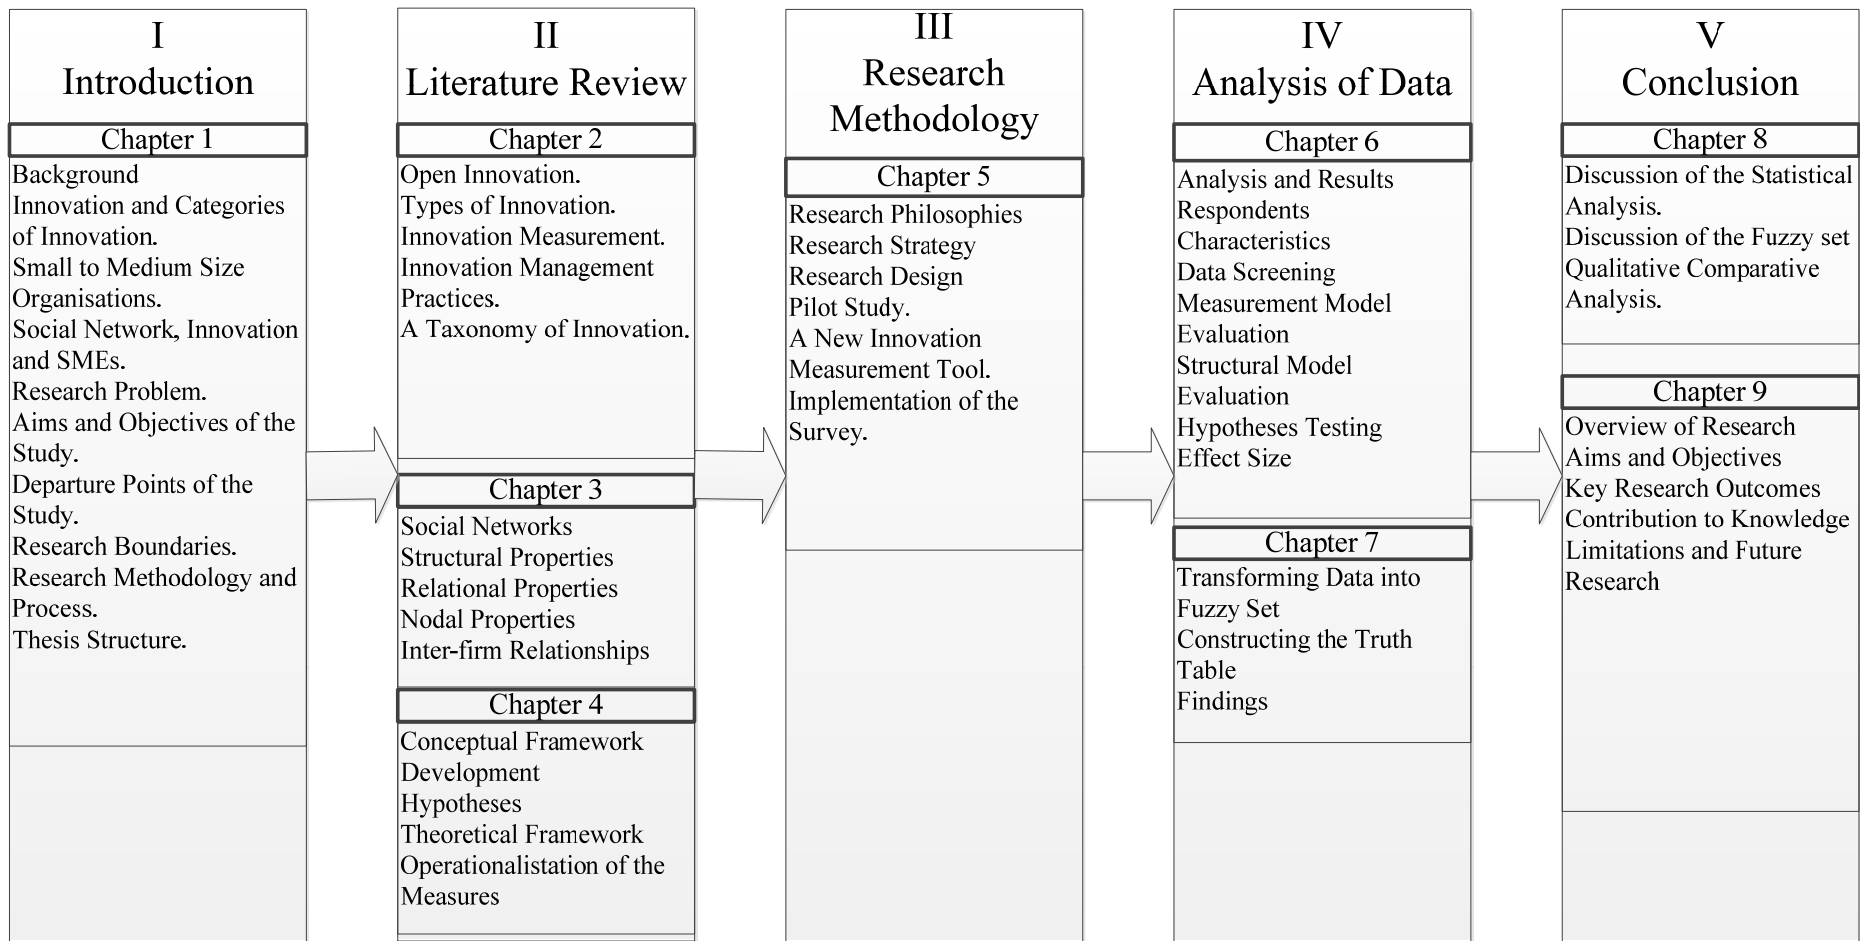 I
Introduction
Chapter 1
Background
Innovation and Categories
of Innovation.
Small to Medium Size
Organisations.
Social Network, Innovation
and SMEs.
Research Problem.
Aims and Objectives of the
Study.
Departure Points of the
Study.
Research Boundaries.
Research Methodology and
Process.
Thesis Structure.
II
Literature Review
Chapter 2
Open Innovation.
Types of Innovation.
Innovation Measurement.
Innovation Management
Practices.
A Taxonomy of Innovation.
Chapter 3
Social Networks
Structural Properties
Relational Properties
Nodal Properties
Inter-firm Relationships
Chapter 4
Conceptual Framework
Development
Hypotheses
Theoretical Framework
Operationalistation of the
Measures
III
Research
Methodology
Chapter 5
Research Philosophies
Research Strategy
Research Design
Pilot Study.
A New Innovation
Measurement Tool.
Implementation of the
Survey.
IV
Analysis of Data
Chapter 6
Analysis and Results
Respondents
Characteristics
Data Screening
Measurement Model
Evaluation
Structural Model
Evaluation
Hypotheses Testing
Effect Size
Chapter 7
Transforming Data into
Fuzzy Set
Constructing the Truth
Table
Findings
V
Conclusion
Chapter 8
Discussion of the Statistical
Analysis.
Discussion of the Fuzzy set
Qualitative Comparative
Analysis.
Chapter 9
Overview of Research
Aims and Objectives
Key Research Outcomes
Contribution to Knowledge
Limitations and Future
Research